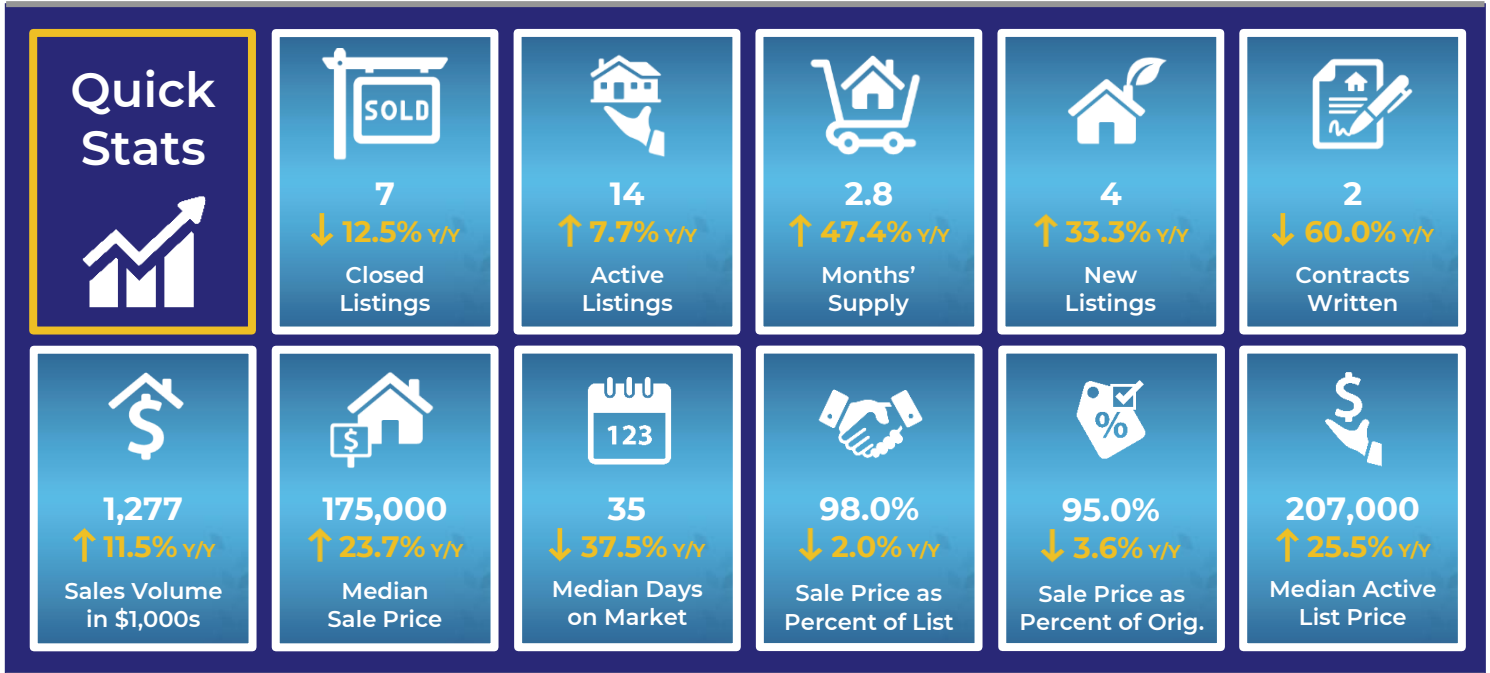 Quick
Stats
SOLD
7
↓ 12.5% Y/Y
Closed
Listings
14
↑ 7.7% Y/Y
Active
Listings
2.8
↑ 47.4% Y/Y
Months’
Supply
4
↑ 33.3% Y/Y
New
Listings
2
↓ 60.0% Y/Y
Contracts
Written
$
1,277
↑ 11.5% Y/Y
Sales Volume
in $1,000s
$
175,000
↑ 23.7% Y/Y
Median
Sale Price
123
35
↓ 37.5% Y/Y
Median Days
on Market
98.0%
↓ 2.0% Y/Y
Sale Price as
Percent of List
%
95.0%
↓ 3.6% Y/Y
Sale Price as
Percent of Orig.
$
207,000
↑ 25.5% Y/Y
Median Active
List Price